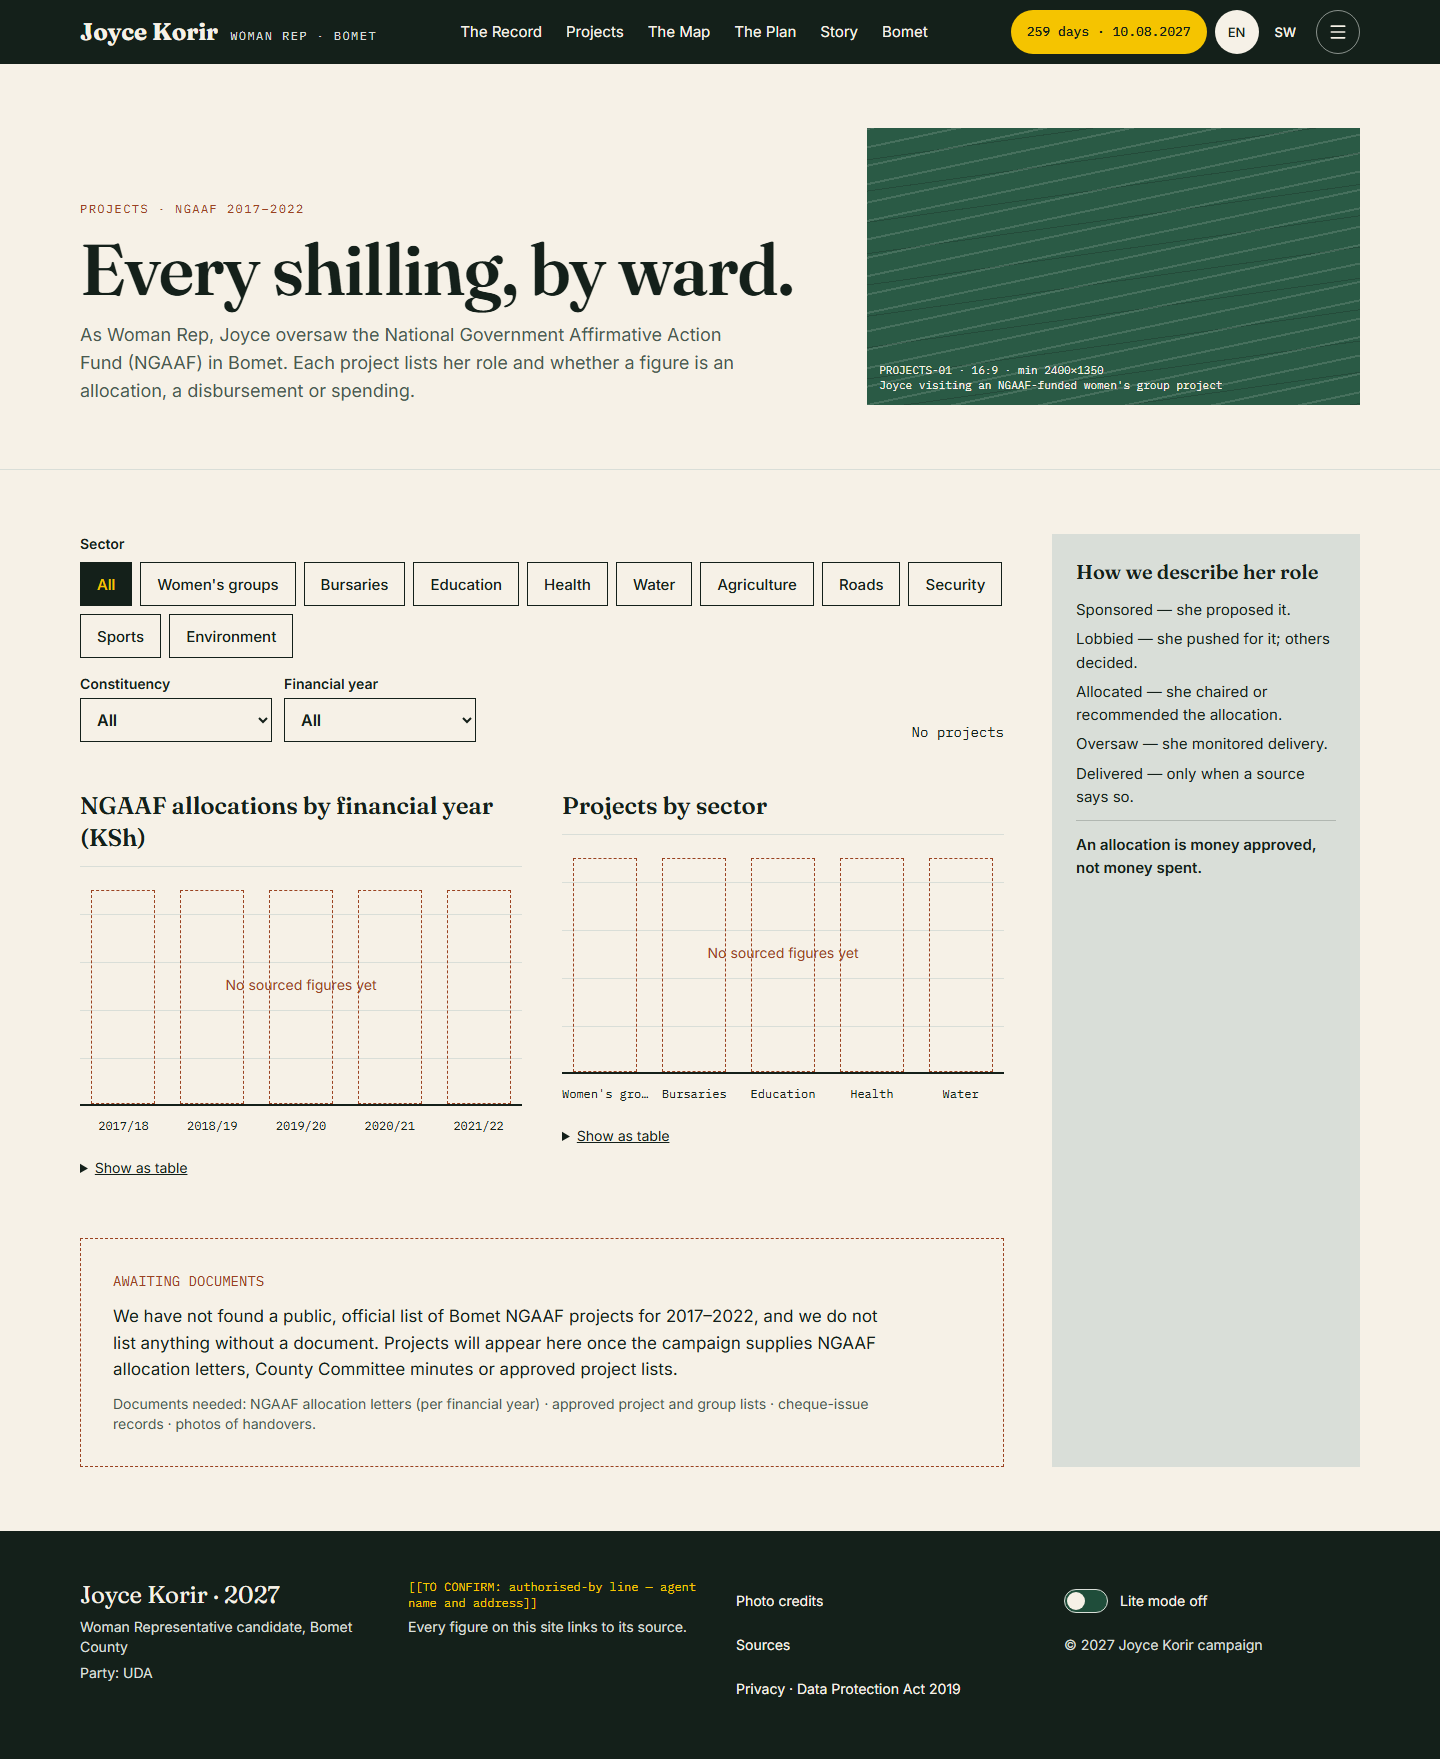 Joyce Korir WOMAN REP · BOMET
The Record Projects The Map The Plan Story Bomet
259 days · 10.08.2027 EN SW
PROJECTS · NGAAF 2017–2022
Every shilling, by ward.
As Woman Rep, Joyce oversaw the National Government Affirmative Action
Fund (NGAAF) in Bomet. Each project lists her role and whether a figure is an
allocation, a disbursement or spending.
PROJECTS-01 · 16:9 · min 2400×1350
Joyce visiting an NGAAF-funded women's group project
Sector
All Women's groups Bursaries Education Health Water Agriculture Roads Security
Sports Environment
Constituency Financial year
All All
No projects
NGAAF allocations by financial year
(KSh)
No sourced figures yet
2017/18 2018/19 2019/20 2020/21 2021/22
Show as table
Projects by sector
No sourced figures yet
Women's gro… Bursaries Education Health Water
Show as table
AWAITING DOCUMENTS
We have not found a public, official list of Bomet NGAAF projects for 2017–2022, and we do not
list anything without a document. Projects will appear here once the campaign supplies NGAAF
allocation letters, County Committee minutes or approved project lists.
Documents needed: NGAAF allocation letters (per financial year) · approved project and group lists · cheque-issue
records · photos of handovers.
How we describe her role
Sponsored — she proposed it.
Lobbied — she pushed for it; others
decided.
Allocated — she chaired or
recommended the allocation.
Oversaw — she monitored delivery.
Delivered — only when a source
says so.
An allocation is money approved,
not money spent.
Joyce Korir · 2027
Woman Representative candidate, Bomet
County
Party: UDA
[[TO CONFIRM: authorised-by line — agent
name and address]]
Every figure on this site links to its source.
Photo credits
Sources
Privacy · Data Protection Act 2019
Lite mode off
© 2027 Joyce Korir campaign